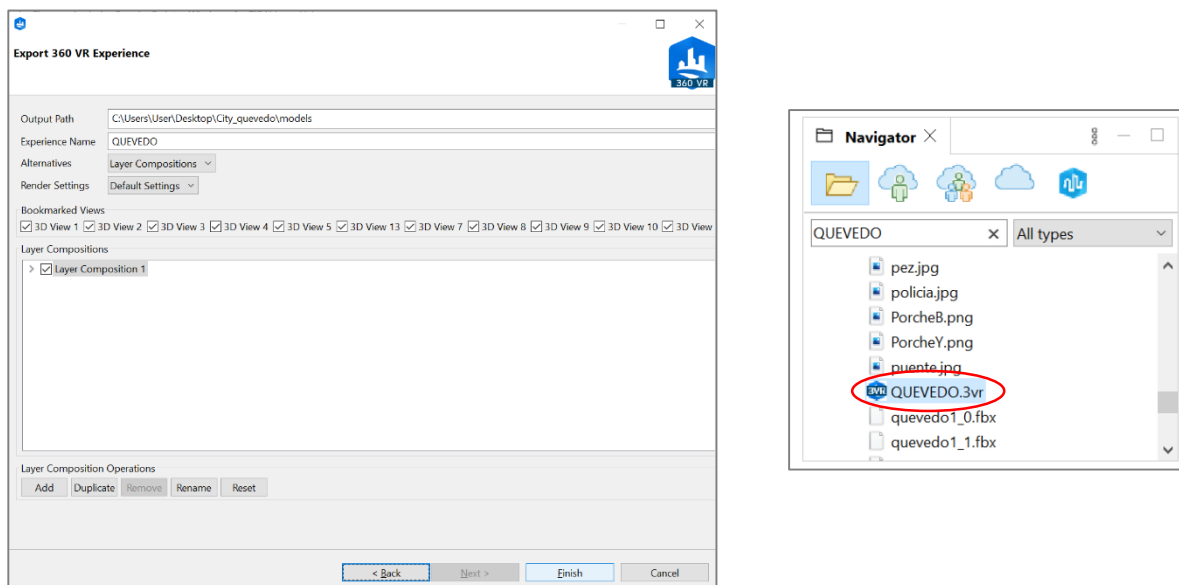 Export 360 VR Experience
360 VR
Output Path C:\Users\User\Desktop\City_quevedo\models
Experience Name QUEVEDO
Alternatives Layer Compositions
Render Settings Default Settings
Bookmarked Views
3D View 1 3D View 2 3D View 3 3D View 4 3D View 5 3D View 13 3D View 7 3D View 8 3D View 9 3D View 10 3D View
Layer Compositions
Layer Composition 1
Layer Composition Operations
Add Duplicate Remove Rename Reset
< Back Next > Finish Cancel
Navigator
QUEVEDO All types
pez.jpg
policia.jpg
PorcheB.png
PorcheY.png
puente.jpg
3VR QUEVEDO.3vr
quevedo1_0.fbx
quevedo1_1.fbx